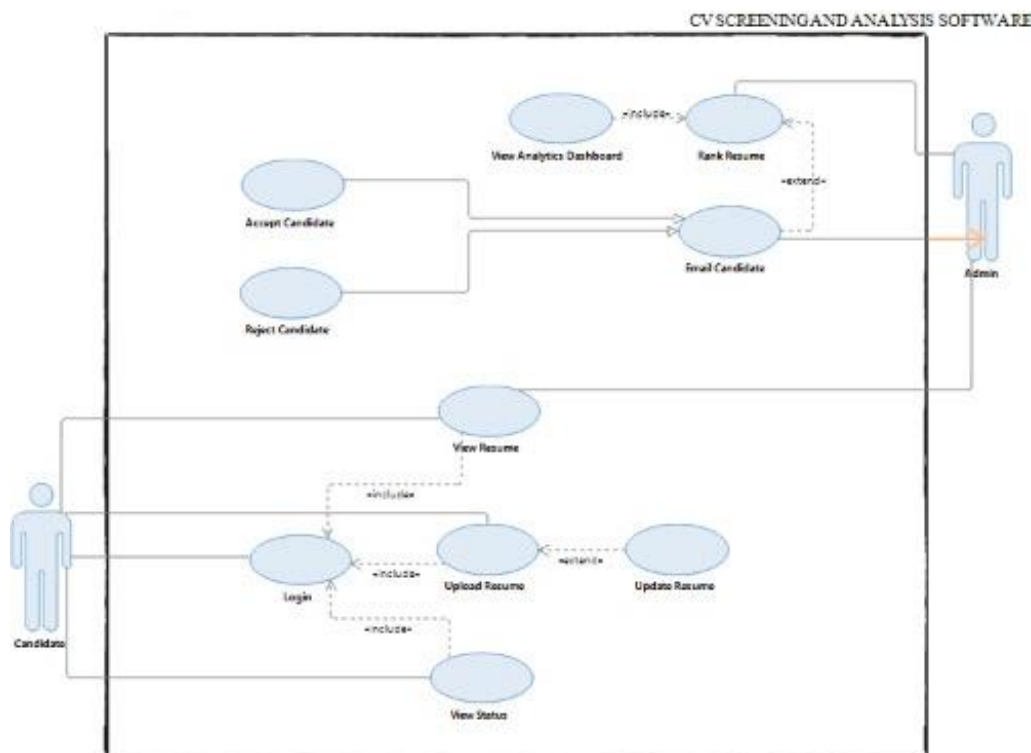 CV SCREENING AND ANALYSIS SOFTWARE
«include»
View Analytics Dashboard
Rank Resume
«extend»
Accept Candidate
Email Candidate
Admin
Reject Candidate
View Resume
«include»
«include»
«extend»
Login
Upload Resume
Update Resume
«include»
Candidate
View Status